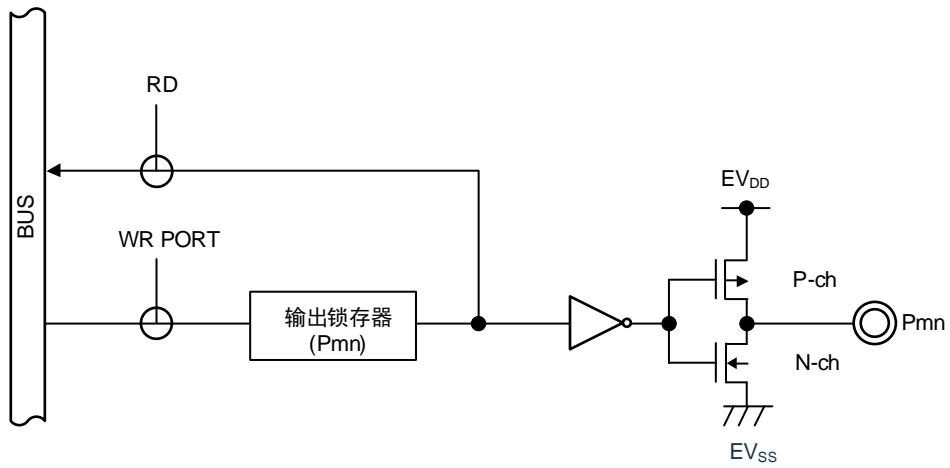 RD
EVDD
BUS
WR PORT
P-ch
输出锁存器
(Pmn)
Pmn
N-ch
EVSS